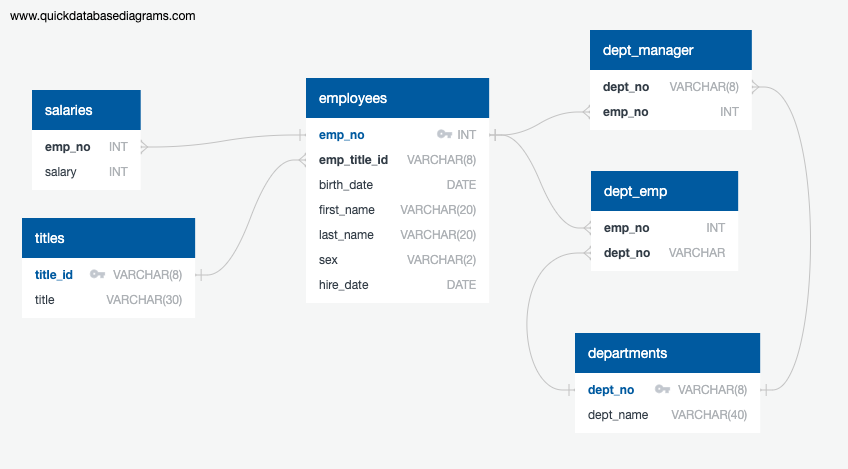 www.quickdatabasediagrams.com
salaries
emp_no INT
salary INT
titles
title_id VARCHAR(8)
title VARCHAR(30)
employees
emp_no INT
emp_title_id VARCHAR(8)
birth_date DATE
first_name VARCHAR(20)
last_name VARCHAR(20)
sex VARCHAR(2)
hire_date DATE
dept_manager
dept_no VARCHAR(8)
emp_no INT
dept_emp
emp_no INT
dept_no VARCHAR
departments
dept_no VARCHAR(8)
dept_name VARCHAR(40)